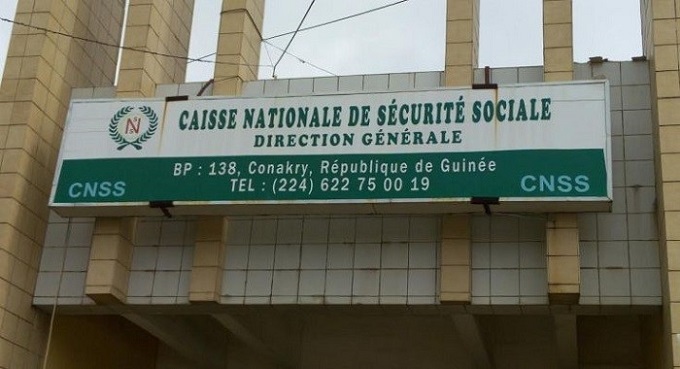 CAISSE NATIONALE DE SÉCURITÉ SOCIALE
DIRECTION GÉNÉRALE
BP : 138, Conakry, République de Guinée
TEL : (224) 622 75 00 19
CNSS
CNSS